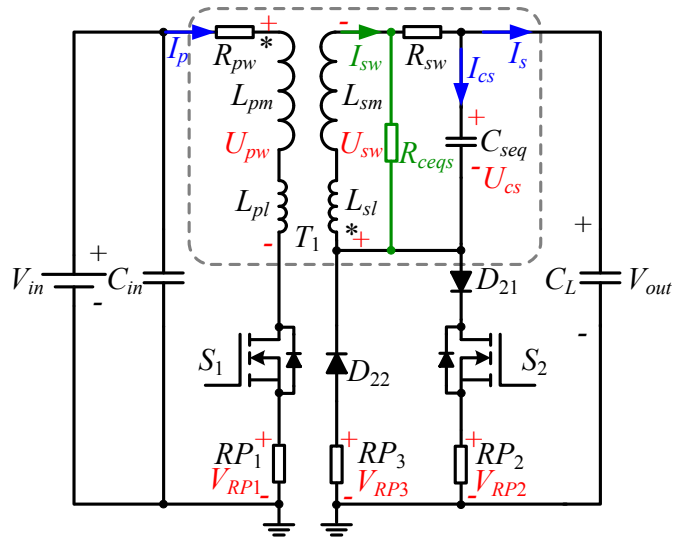 + - I_p * R_pw I_sw R_sw I_cs I_s
L_pm L_sm
+
U_pw U_sw R_ceqs C_seq
- U_cs
L_pl L_sl
- T_1 * +
+ +
V_in C_in D_21 C_L V_out
- -
S_1 D_22 S_2
+ + +
RP_1 RP_3 RP_2
V_RP1 V_RP3 V_RP2
- - -